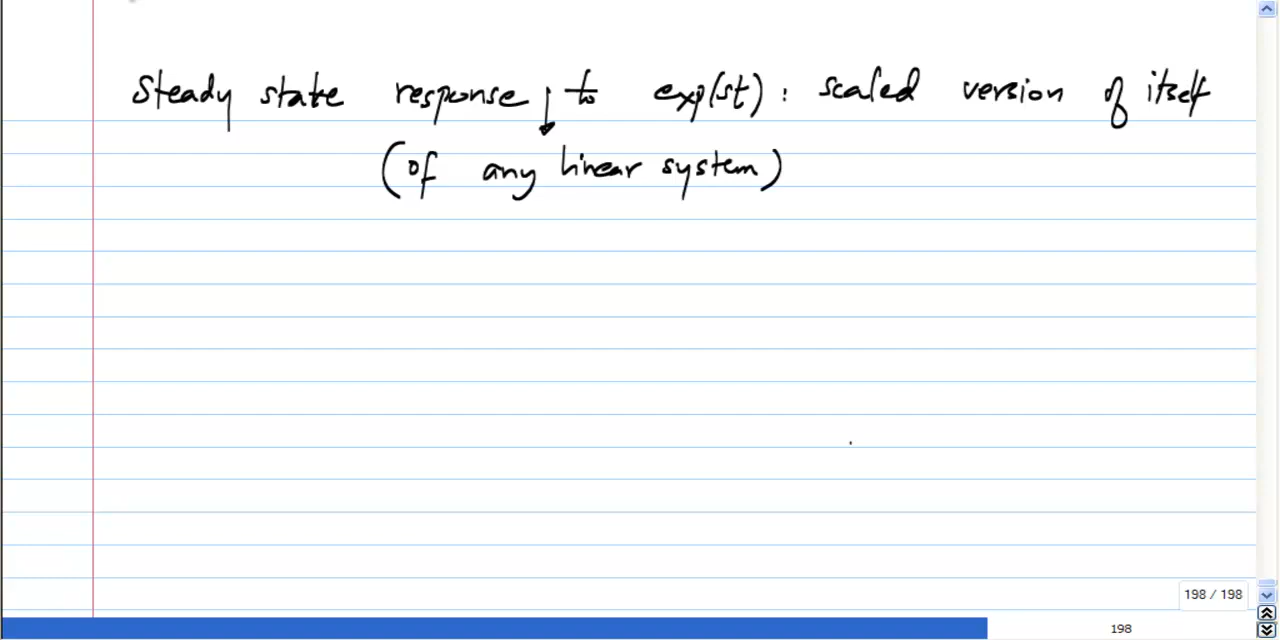 Steady state response to exp(st) : scaled version of itself
(of any linear system)
198 / 198
198